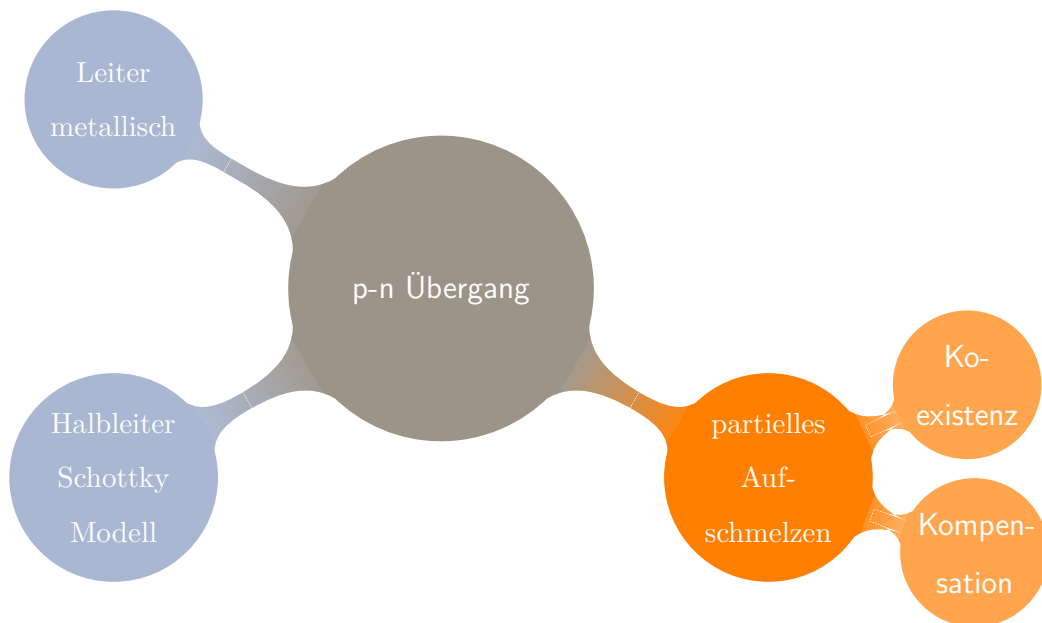 Leiter
metallisch
p-n Übergang
Halbleiter
Schottky
Modell
partielles
Auf-
schmelzen
Ko-
existenz
Kompen-
sation